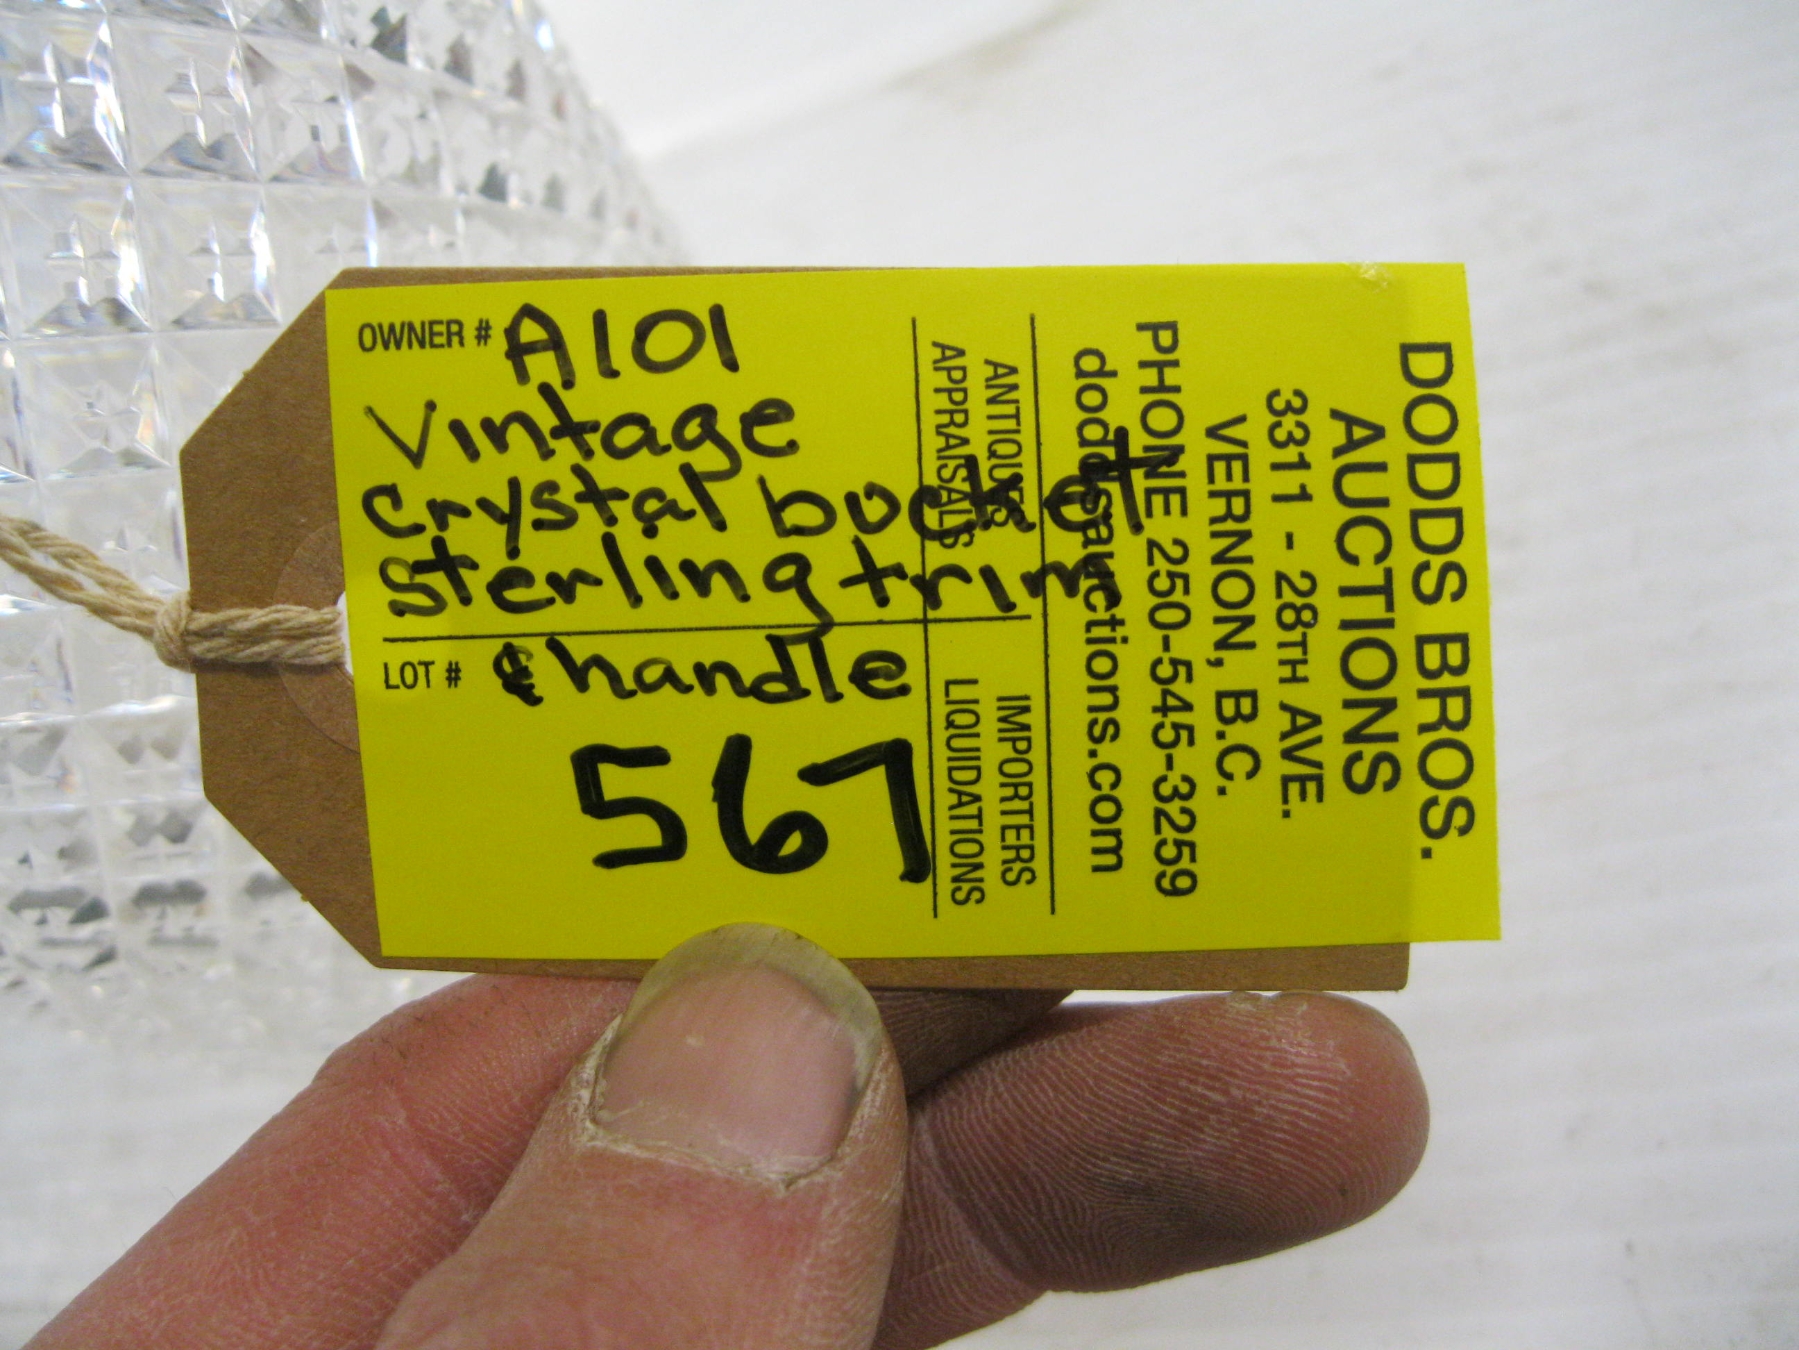 OWNER # A101
Vintage
crystal bocket
sterling trim
LOT # & handle
567
ANTIQUES
APPRAISALS
IMPORTERS
LIQUIDATIONS
DODDS BROS.
AUCTIONS
3311 - 28TH AVE.
VERNON, B.C.
PHONE 250-545-3259
doddsauctions.com